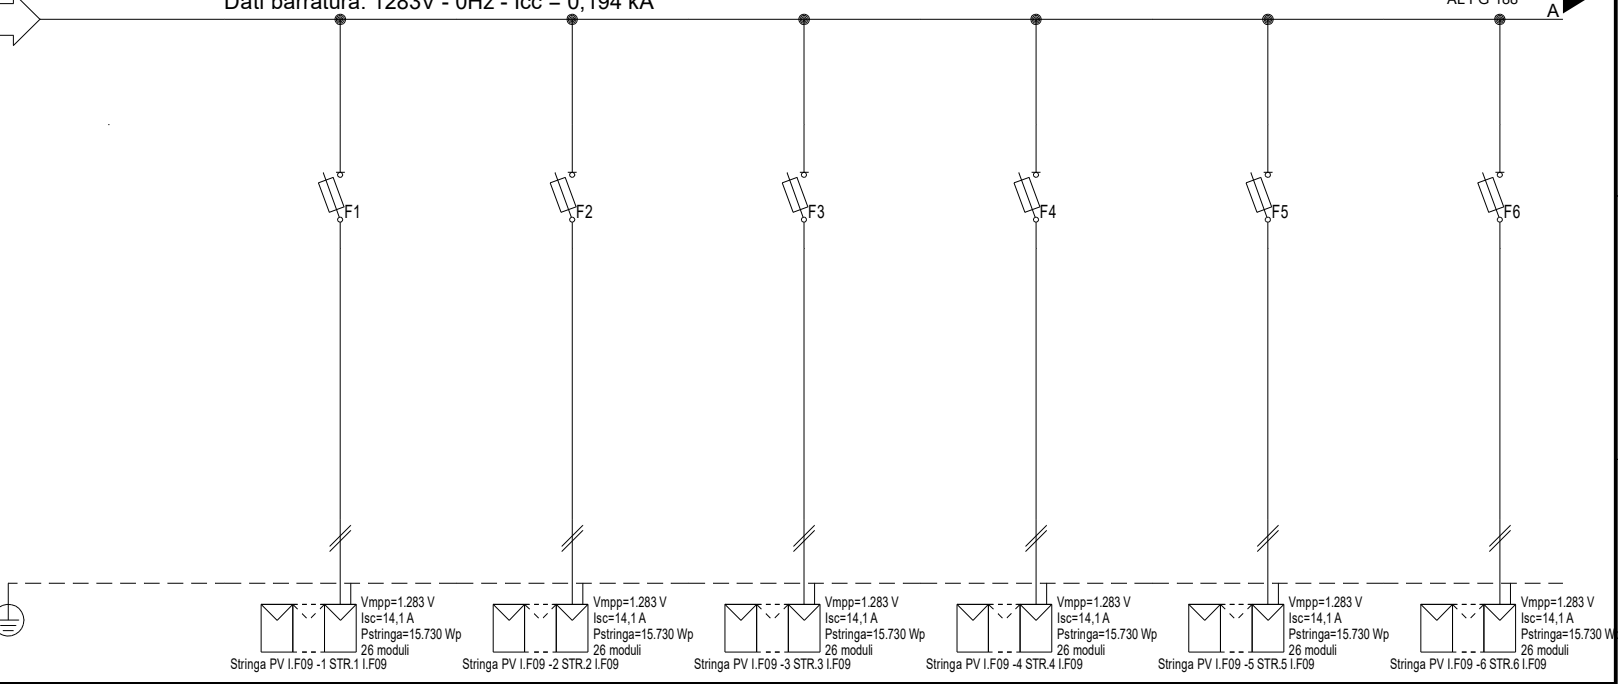 Dati barratura: 1283V - 0Hz - Icc = 0,194 kA
A
F1
F2
F3
F4
F5
F6
Vmpp=1.283 V
Isc=14,1 A
Pstringa=15.730 Wp
26 moduli
Stringa PV I.F09 -1 STR.1 I.F09
Vmpp=1.283 V
Isc=14,1 A
Pstringa=15.730 Wp
26 moduli
Stringa PV I.F09 -2 STR.2 I.F09
Vmpp=1.283 V
Isc=14,1 A
Pstringa=15.730 Wp
26 moduli
Stringa PV I.F09 -3 STR.3 I.F09
Vmpp=1.283 V
Isc=14,1 A
Pstringa=15.730 Wp
26 moduli
Stringa PV I.F09 -4 STR.4 I.F09
Vmpp=1.283 V
Isc=14,1 A
Pstringa=15.730 Wp
26 moduli
Stringa PV I.F09 -5 STR.5 I.F09
Vmpp=1.283 V
Isc=14,1 A
Pstringa=15.730 W
26 moduli
Stringa PV I.F09 -6 STR.6 I.F09